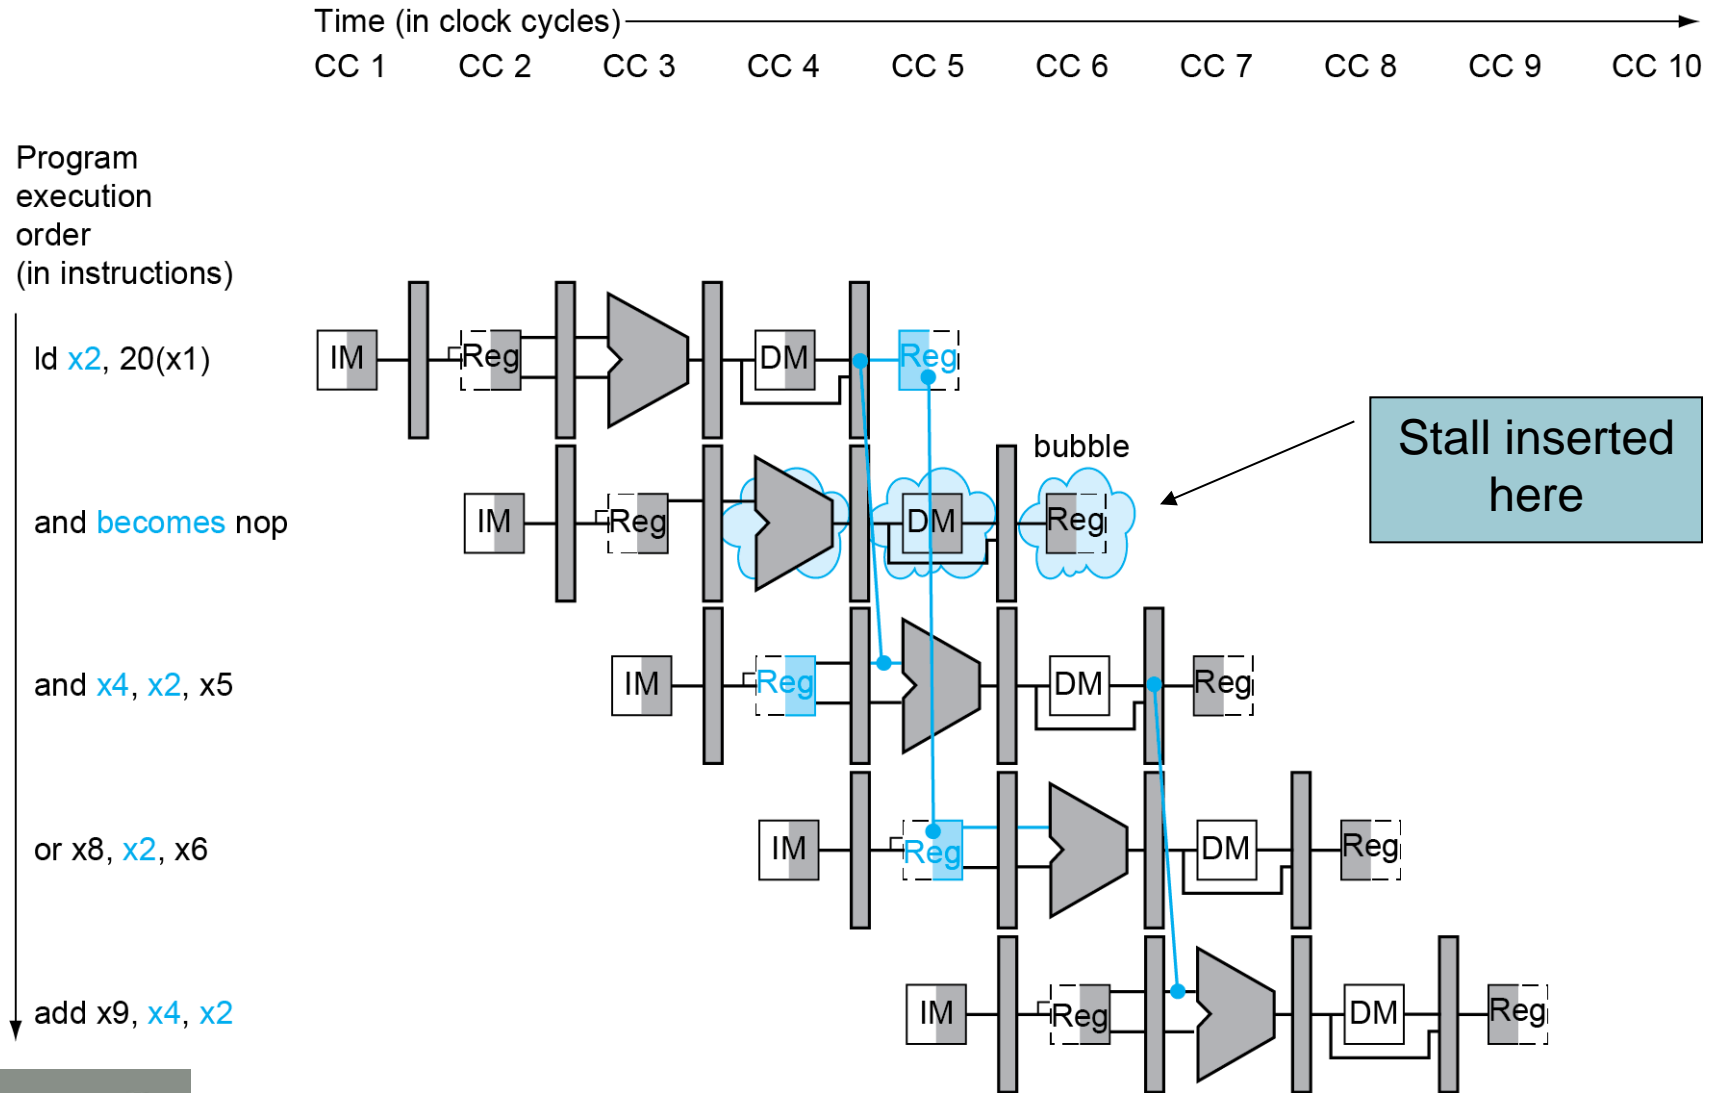 Time (in clock cycles)
CC 1 CC 2 CC 3 CC 4 CC 5 CC 6 CC 7 CC 8 CC 9 CC 10
Program
execution
order
(in instructions)
ld x2, 20(x1)
IM Reg DM Reg
bubble
Stall inserted
here
and becomes nop
IM Reg DM Reg
and x4, x2, x5
IM Reg DM Reg
or x8, x2, x6
IM Reg DM Reg
add x9, x4, x2
IM Reg DM Reg